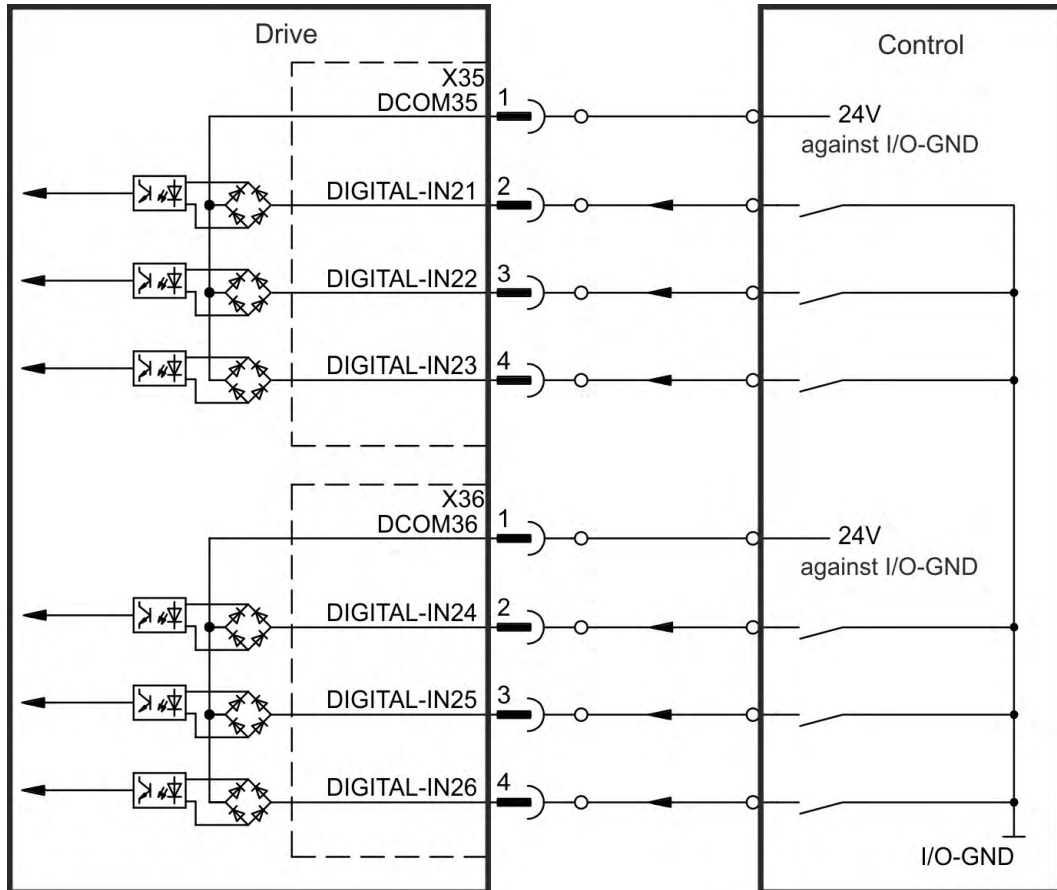 Drive
Control
X35
DCOM35
1
24V
against I/O-GND
DIGITAL-IN21
2
DIGITAL-IN22
3
DIGITAL-IN23
4
X36
DCOM36
1
24V
against I/O-GND
DIGITAL-IN24
2
DIGITAL-IN25
3
DIGITAL-IN26
4
I/O-GND